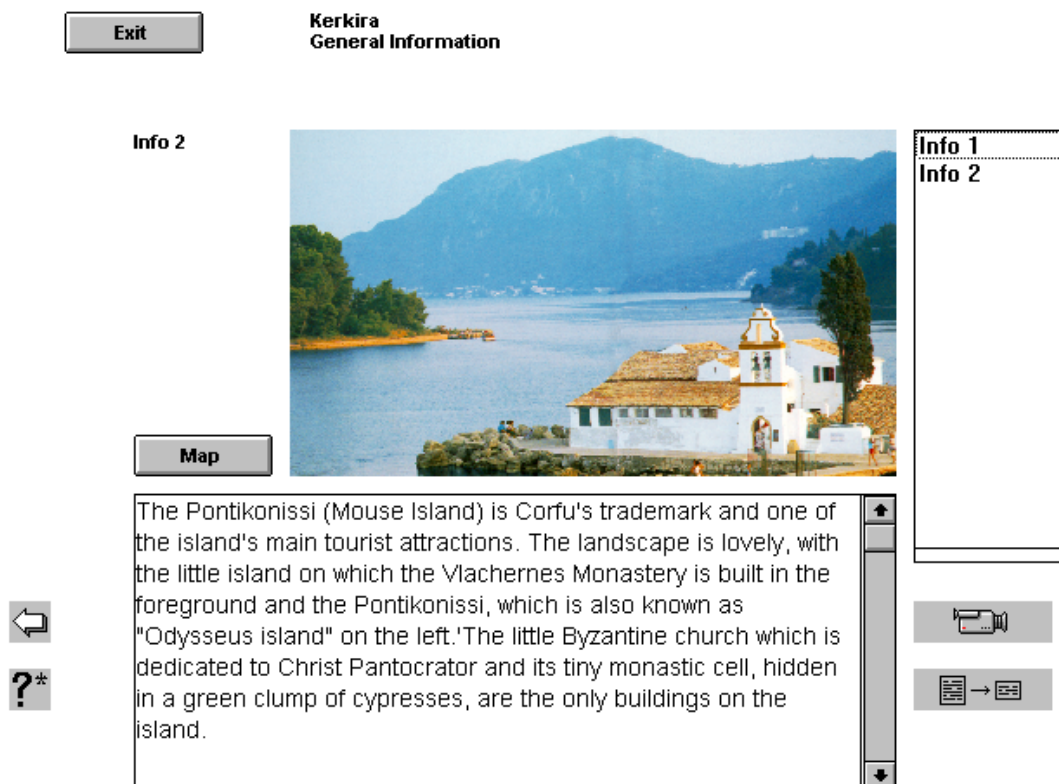 Exit
Kerkira
General Information
Info 2
Info 1
Info 2
Map
The Pontikonissi (Mouse Island) is Corfu's trademark and one of
the island's main tourist attractions. The landscape is lovely, with
the little island on which the Vlachernes Monastery is built in the
foreground and the Pontikonissi, which is also known as
"Odysseus island" on the left.'The little Byzantine church which is
dedicated to Christ Pantocrator and its tiny monastic cell, hidden
in a green clump of cypresses, are the only buildings on the
island.
?*